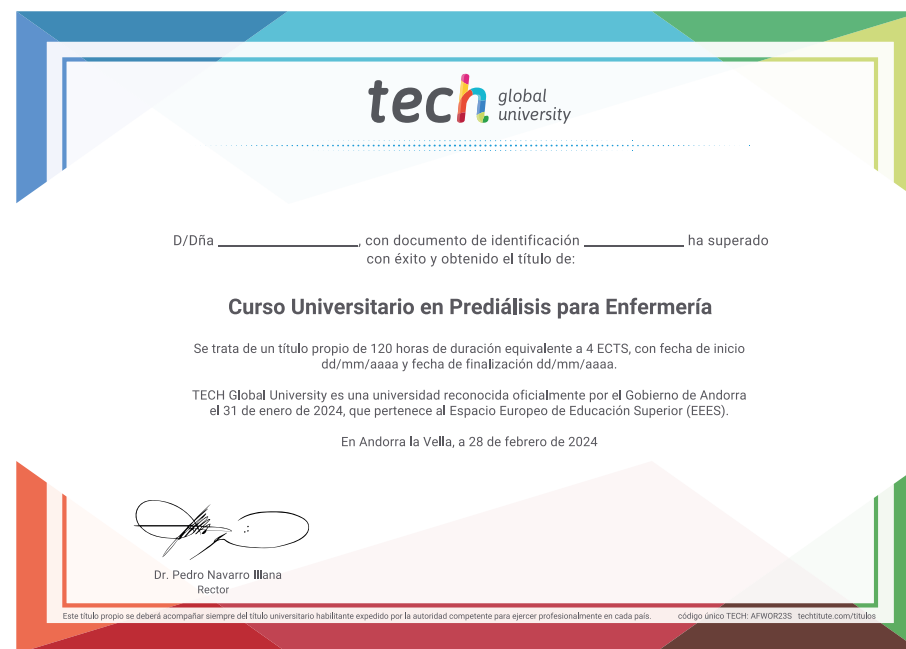 tech global
university
D/Dña ____________________, con documento de identificación ______________ ha superado
con éxito y obtenido el título de:
Curso Universitario en Prediálisis para Enfermería
Se trata de un título propio de 120 horas de duración equivalente a 4 ECTS, con fecha de inicio
dd/mm/aaaa y fecha de finalización dd/mm/aaaa.
TECH Global University es una universidad reconocida oficialmente por el Gobierno de Andorra
el 31 de enero de 2024, que pertenece al Espacio Europeo de Educación Superior (EEES).
En Andorra la Vella, a 28 de febrero de 2024
Dr. Pedro Navarro Illana
Rector
Este título propio se deberá acompañar siempre del título universitario habilitante expedido por la autoridad competente para ejercer profesionalmente en cada país. código único TECH: AFWOR23S techtitute.com/titulos